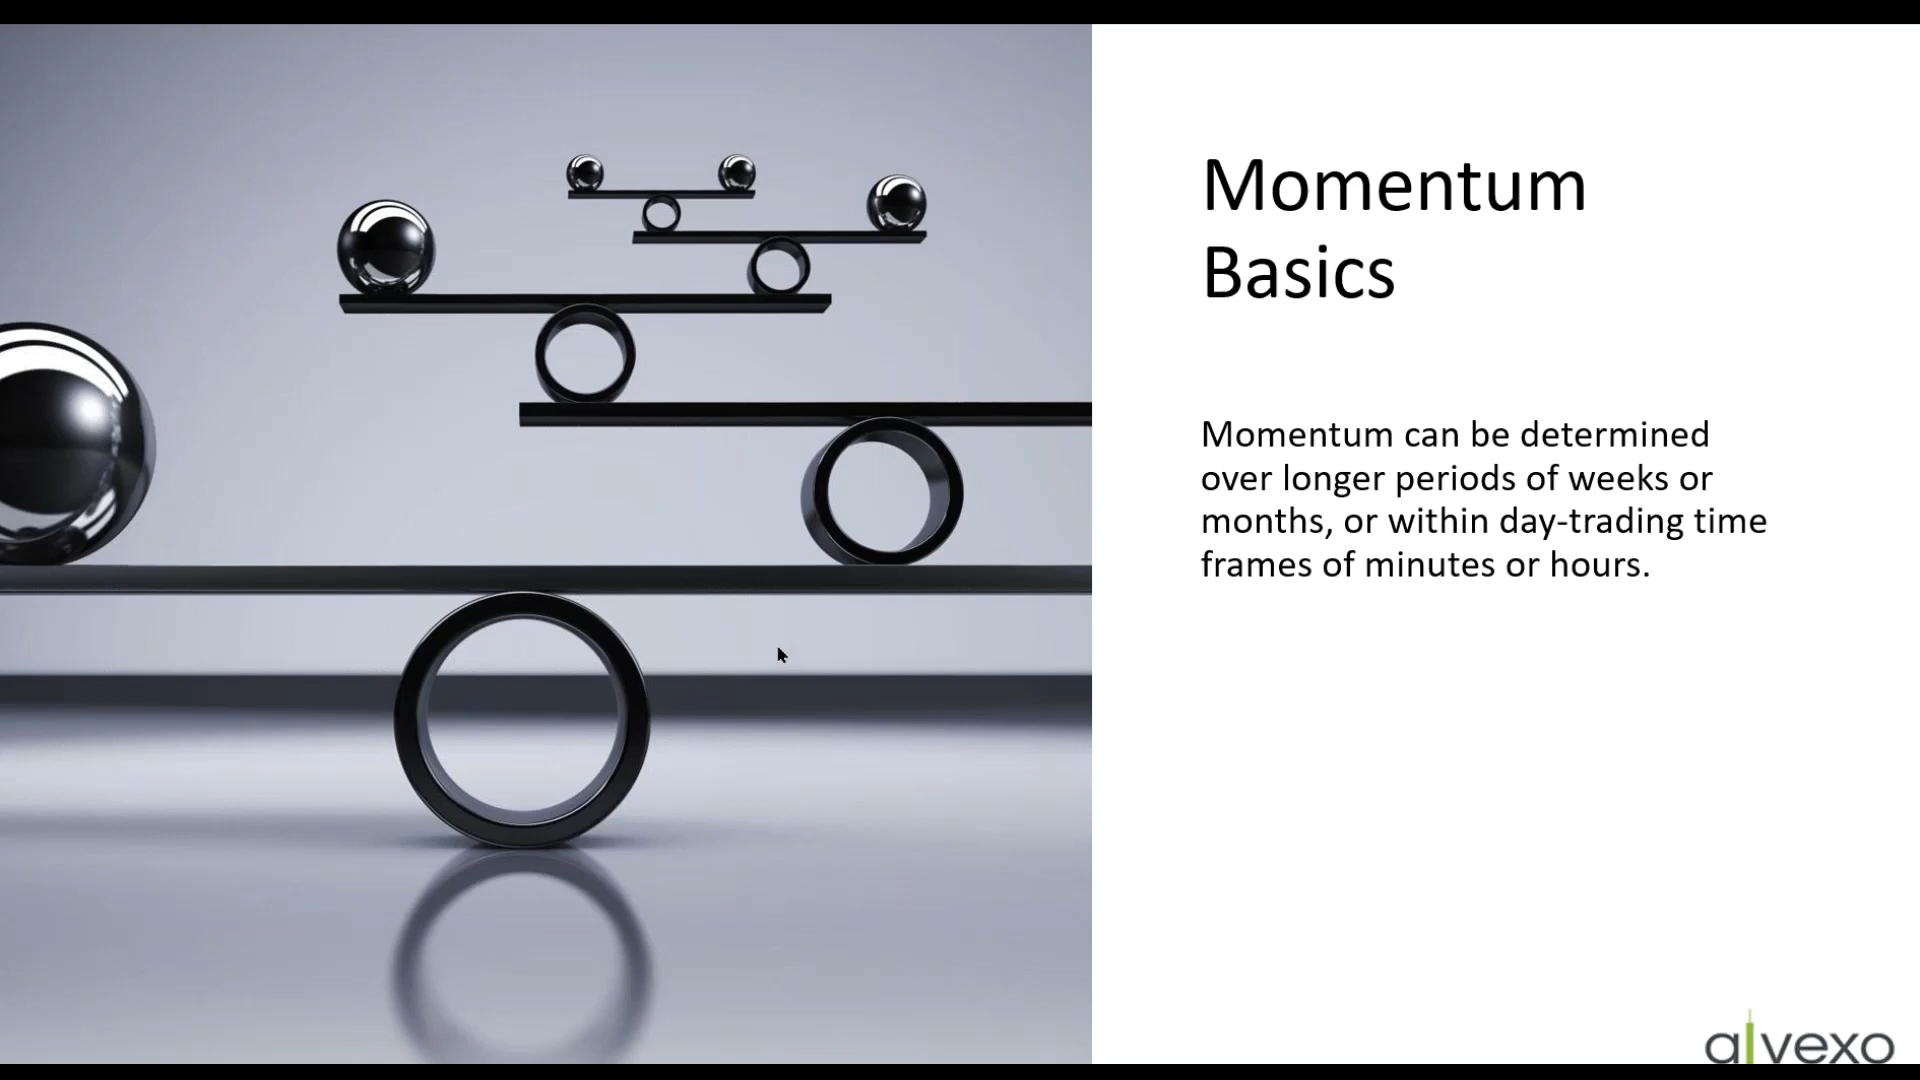 Momentum
Basics
Momentum can be determined
over longer periods of weeks or
months, or within day-trading time
frames of minutes or hours.
alvexo